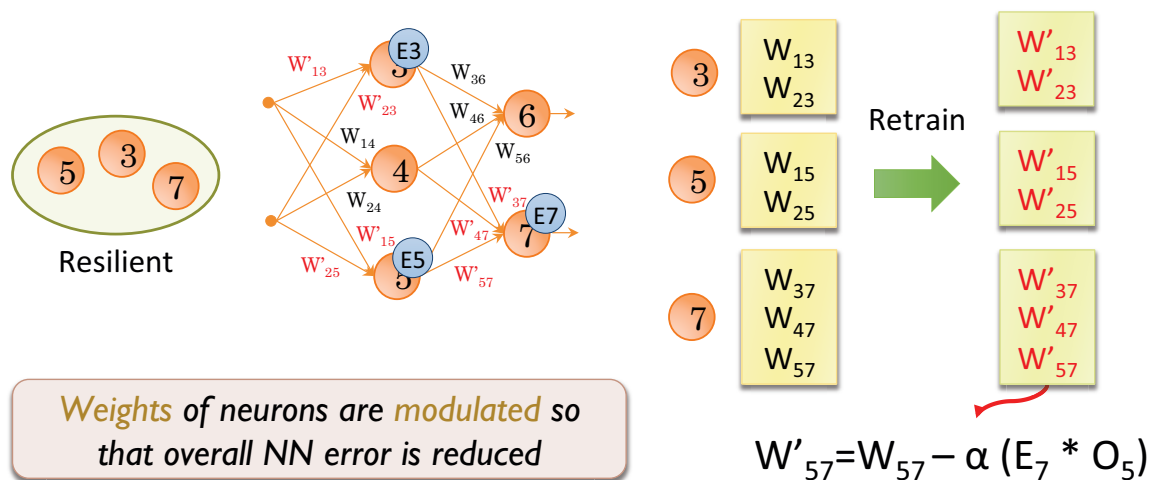 5
3
7
Resilient
W'₁₃
E3
3
W'₂₃
W₃₆
W₄₆
6
W₁₄
4
W₅₆
W₂₄
W'₃₇
E7
7
W'₁₅
W'₄₇
W'₂₅
E5
5
W'₅₇
3
W₁₃
W₂₃
5
W₁₅
W₂₅
7
W₃₇
W₄₇
W₅₇
Retrain
W'₁₃
W'₂₃
W'₁₅
W'₂₅
W'₃₇
W'₄₇
W'₅₇
Weights of neurons are modulated so
that overall NN error is reduced
W'₅₇=W₅₇ – α (E₇ * O₅)